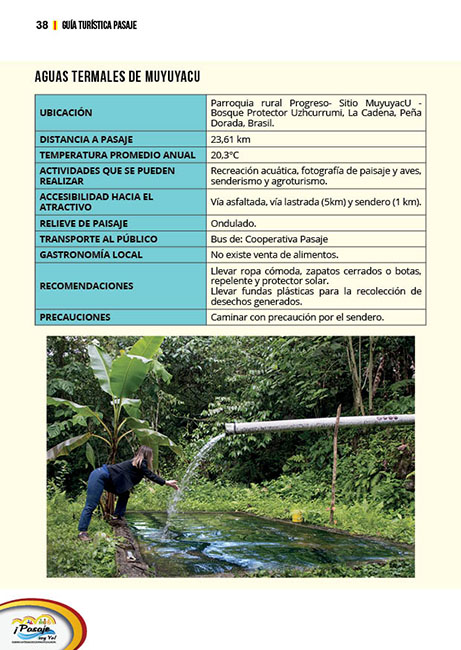 38 | GUÍA TURÍSTICA PASAJE
AGUAS TERMALES DE MUYUYACU
UBICACIÓN
Parroquia rural Progreso- Sitio MuyuyacU -
Bosque Protector Uzhcurrumi, La Cadena, Peña
Dorada, Brasil.
DISTANCIA A PASAJE
23,61 km
TEMPERATURA PROMEDIO ANUAL
20,3°C
ACTIVIDADES QUE SE PUEDEN
REALIZAR
Recreación acuática, fotografía de paisaje y aves,
senderismo y agroturismo.
ACCESIBILIDAD HACIA EL
ATRACTIVO
Vía asfaltada, vía lastrada (5km) y sendero (1 km).
RELIEVE DE PAISAJE
Ondulado.
TRANSPORTE AL PÚBLICO
Bus de: Cooperativa Pasaje
GASTRONOMÍA LOCAL
No existe venta de alimentos.
RECOMENDACIONES
Llevar ropa cómoda, zapatos cerrados o botas,
repelente y protector solar.
Llevar fundas plásticas para la recolección de
desechos generados.
PRECAUCIONES
Caminar con precaución por el sendero.
¡Pasaje
soy Yo!